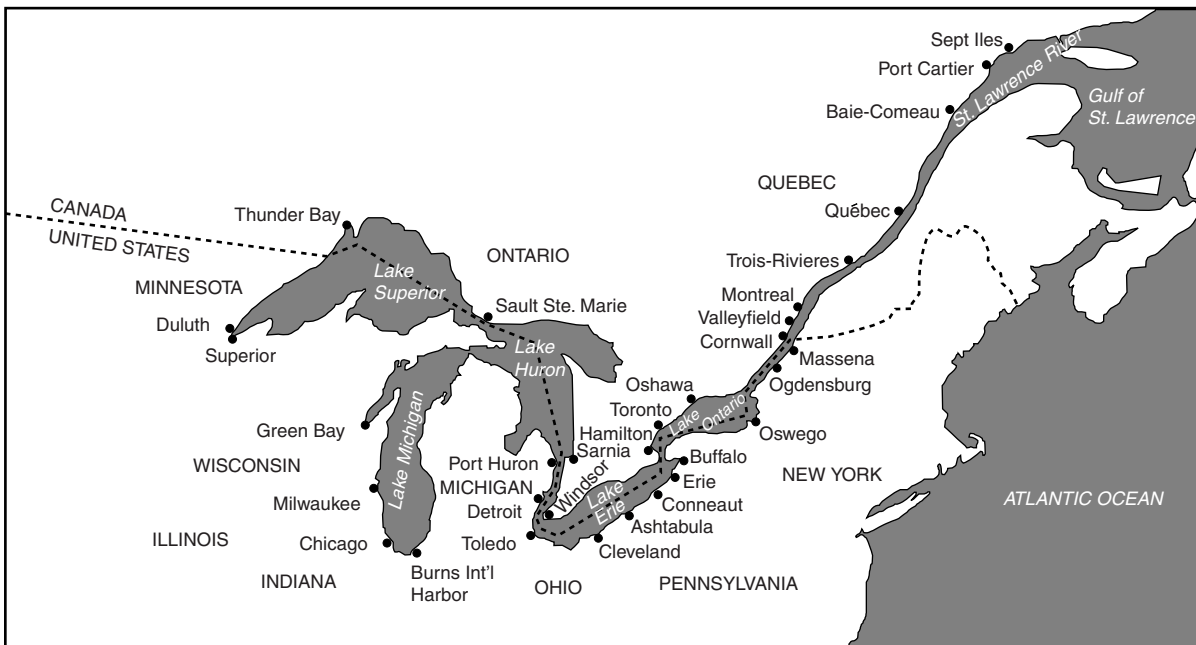 Sept Iles
Port Cartier
St. Lawrence River
Gulf of
St. Lawrence
Baie-Comeau
QUEBEC
Québec
CANADA
UNITED STATES
Thunder Bay
ONTARIO
Lake
Superior
MINNESOTA
Sault Ste. Marie
Duluth
Superior
Lake
Huron
Trois-Rivieres
Montreal
Valleyfield
Cornwall
Massena
Ogdensburg
Oshawa
Toronto
Lake
Ontario
Hamilton
Oswego
Green Bay
Lake Michigan
Sarnia
Buffalo
WISCONSIN
Port Huron
MICHIGAN
Windsor
Lake
Erie
Erie
NEW YORK
Milwaukee
Detroit
Conneaut
Ashtabula
ATLANTIC OCEAN
ILLINOIS
Chicago
Toledo
Cleveland
INDIANA
Burns Int'l
Harbor
OHIO
PENNSYLVANIA